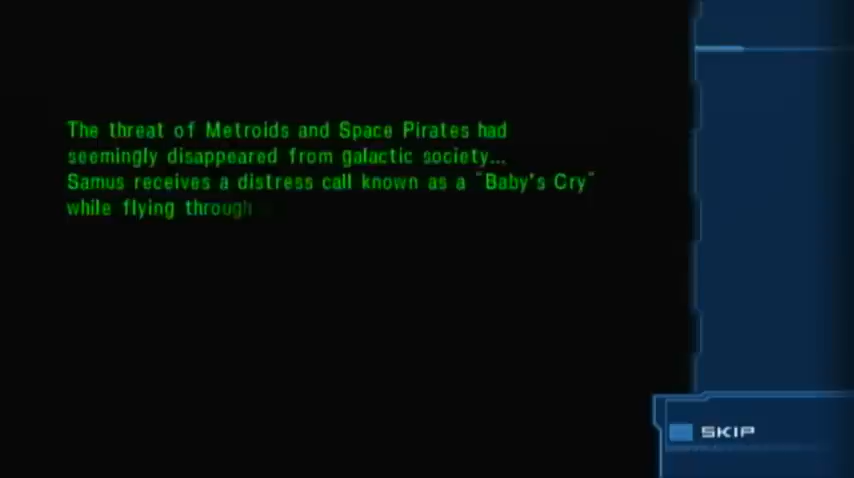 The threat of Metroids and Space Pirates had
seemingly disappeared from galactic society...
Samus receives a distress call known as a "Baby's Cry"
while flying through
SKIP